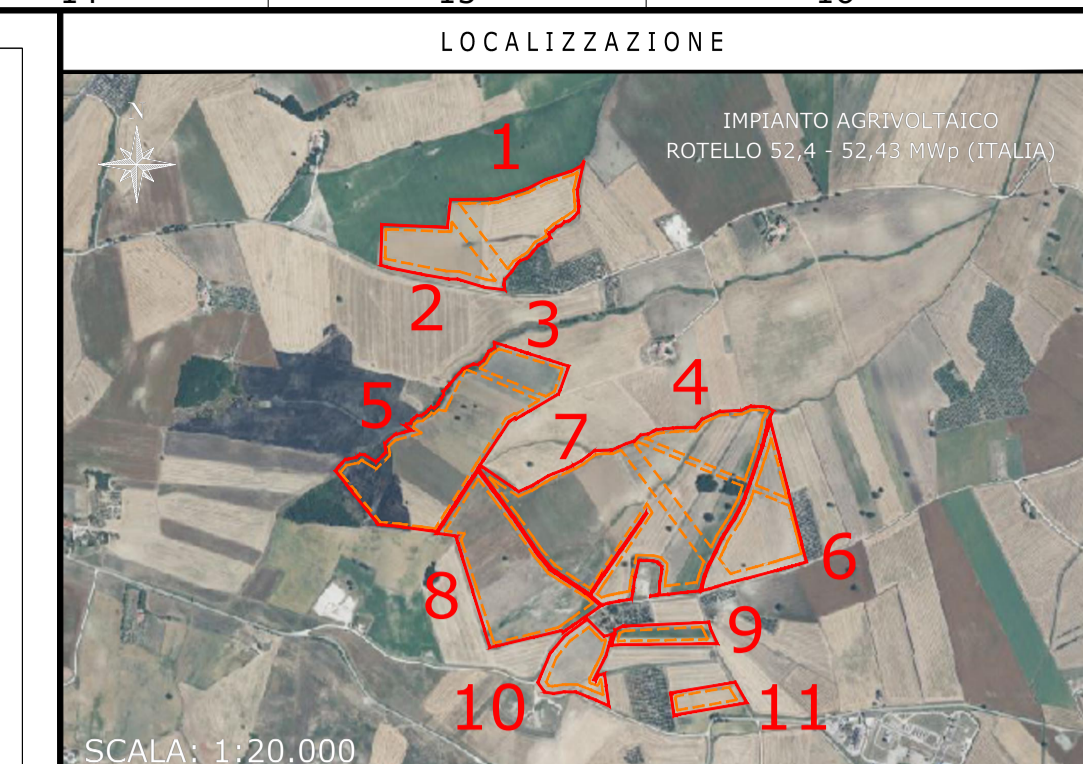 LOCALIZZAZIONE
N
IMPIANTO AGRIVOLTAICO
ROTELLO 52,4 - 52,43 MWp (ITALIA)
1
2
3
4
5
7
6
8
9
10
11
SCALA: 1:20.000